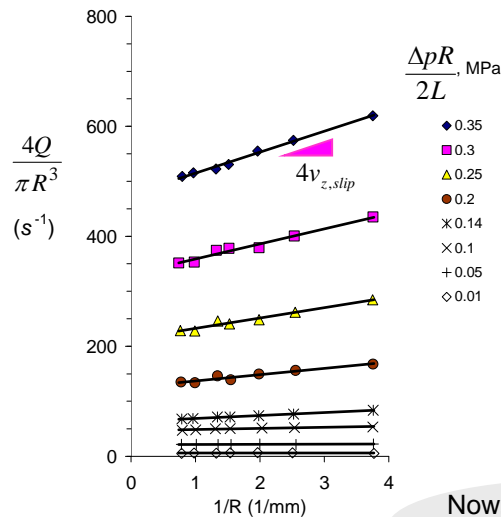 800
600
400
200
0
0 1 2 3 4
1/R (1/mm)
4Q
πR³
(s⁻¹)
4v_{z,slip}
ΔpR
2L
, MPa
0.35
0.3
0.25
0.2
0.14
0.1
0.05
0.01
Now